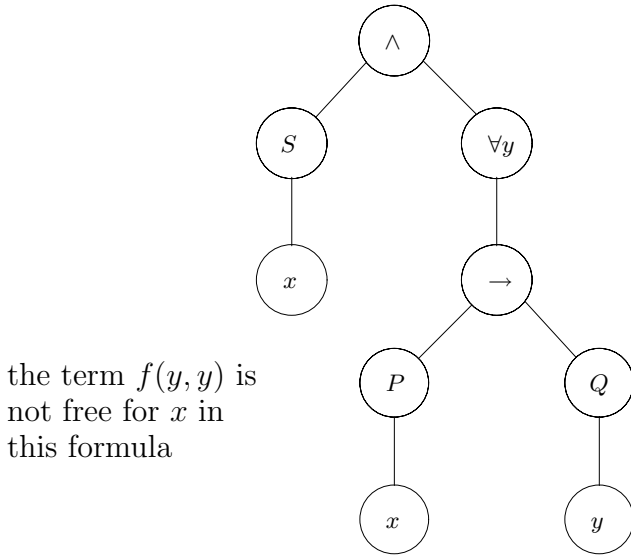 ∧
S ∀y
x →
the term f(y, y) is
not free for x in
this formula
P Q
x y